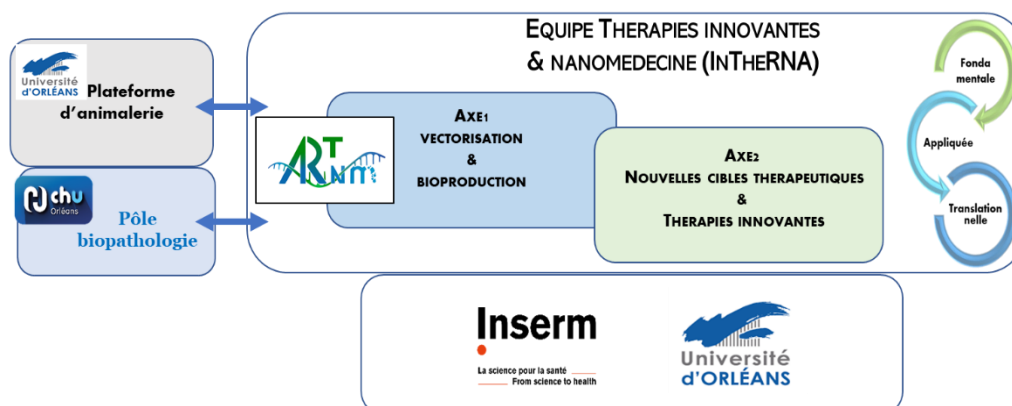 EQUIPE THERAPIES INNOVANTES
& NANOMEDECINE (INTHERNA)
Université
d'ORLÉANS
Plateforme
d'animalerie
chu
Orléans
Pôle
biopathologie
ART
Nm
AXE1
VECTORISATION
&
BIOPRODUCTION
AXE2
NOUVELLES CIBLES THERAPEUTIQUES
&
THERAPIES INNOVANTES
Fonda
mentale
Appliquée
Translation
nelle
Inserm
La science pour la santé
From science to health
Université
d'ORLÉANS